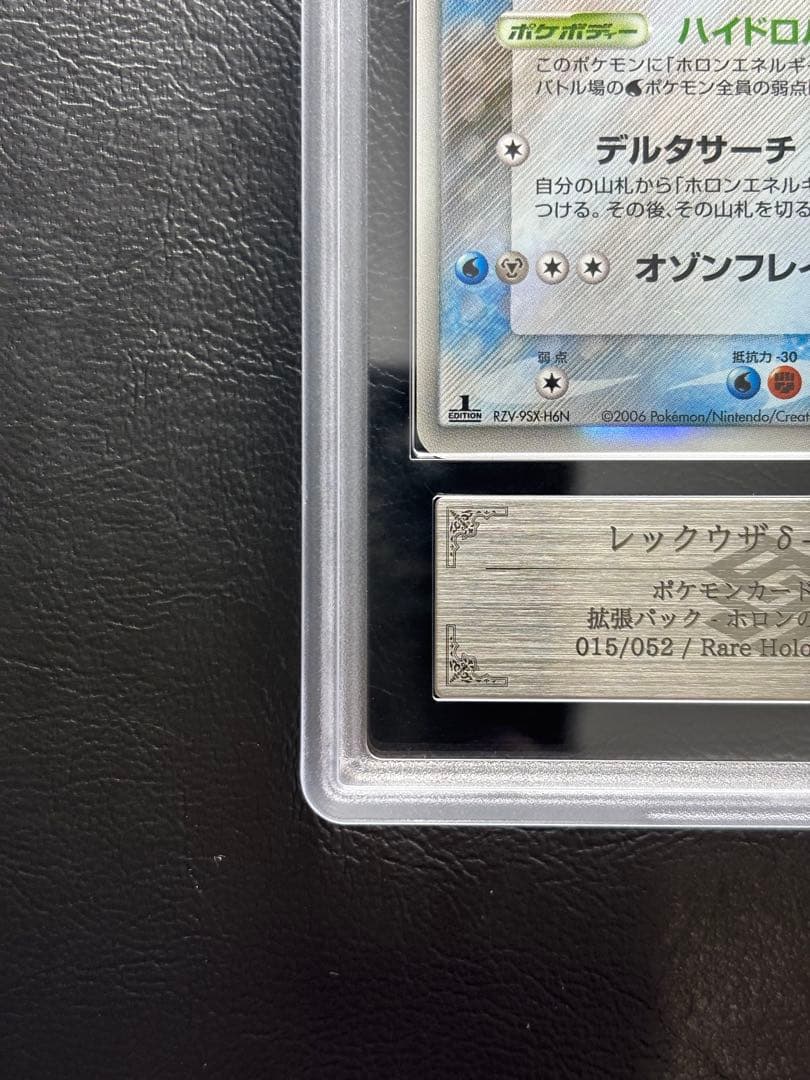 ポケボディー ハイドロバ
このポケモンに「ホロンエネルギー
バトル場の ポケモン全員の弱点
デルタサーチ
自分の山札から「ホロンエネルギ
つける。その後、その山札を切る
オゾンフレイ
弱点
抵抗力 -30
1 EDITION RZV-9SX-H6N ©2006 Pokémon/Nintendo/Creat
レックウザδ-
ポケモンカード
拡張パック - ホロンの
015/052 / Rare Holo